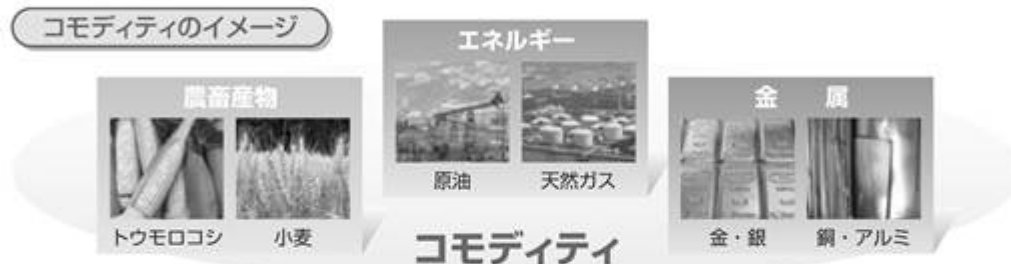 コモディティのイメージ
エネルギー
農畜産物
金 属
原油
天然ガス
トウモロコシ
小麦
金・銀
銅・アルミ
コモディティ